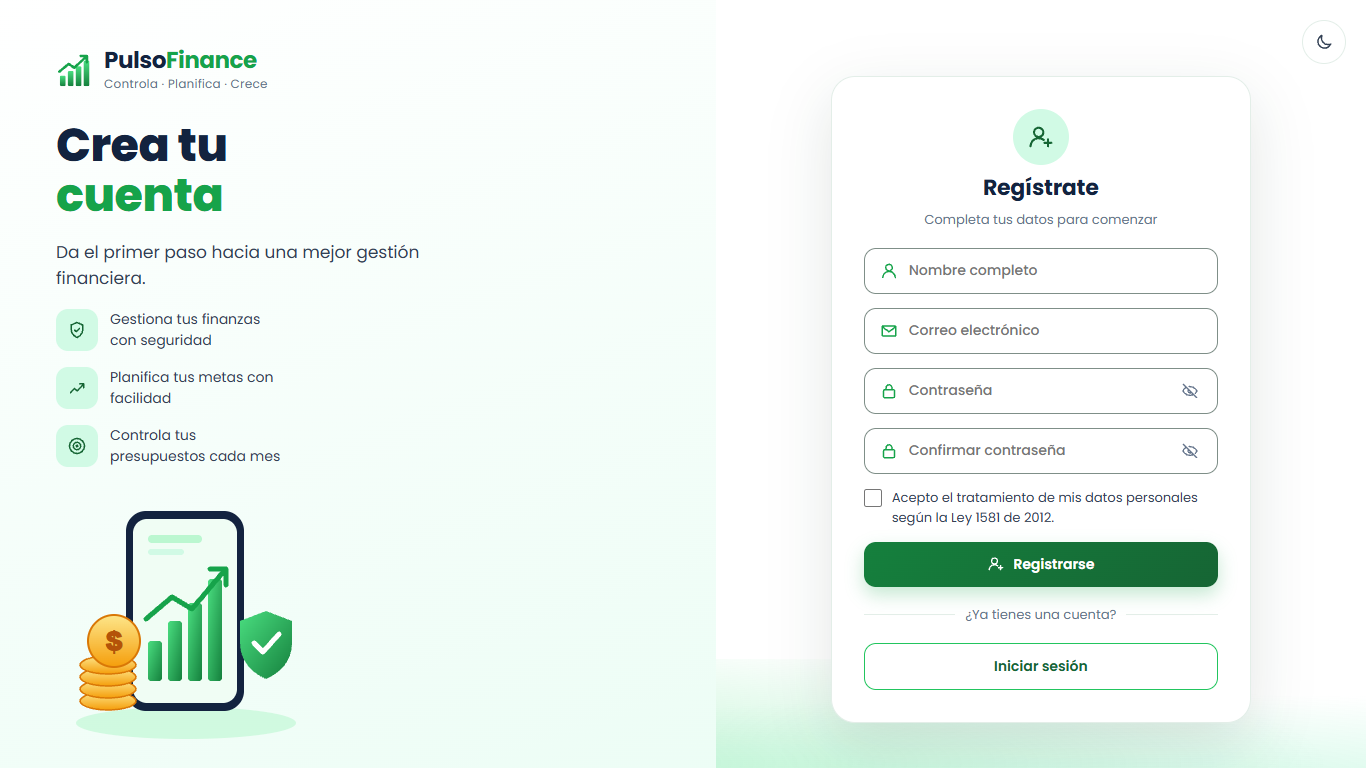 PulsoFinance
Controla · Planifica · Crece
Crea tu
cuenta
Da el primer paso hacia una mejor gestión
financiera.
Gestiona tus finanzas
con seguridad
Planifica tus metas con
facilidad
Controla tus
presupuestos cada mes
$
Regístrate
Completa tus datos para comenzar
Nombre completo
Correo electrónico
Contraseña
Confirmar contraseña
Acepto el tratamiento de mis datos personales
según la Ley 1581 de 2012.
Registrarse
¿Ya tienes una cuenta?
Iniciar sesión